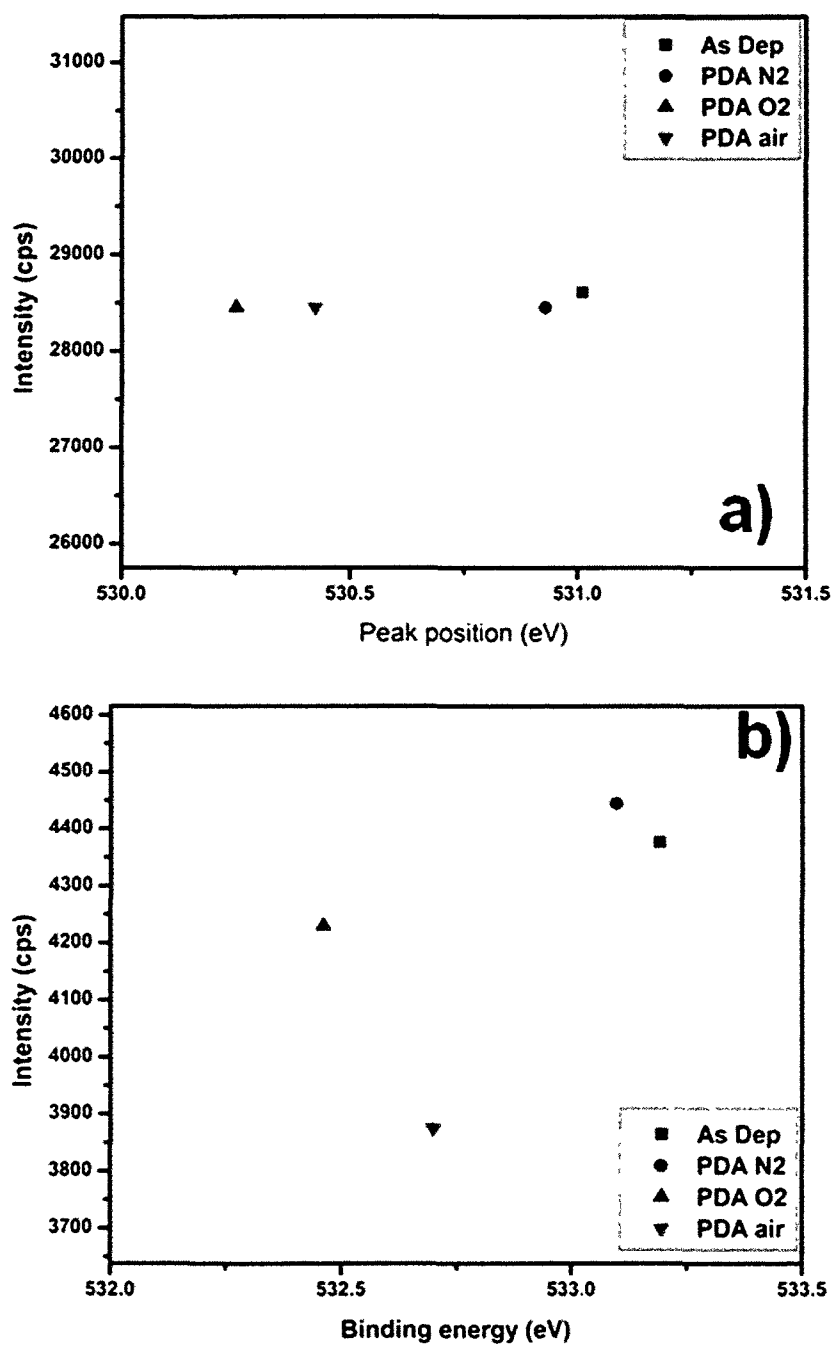 As Dep
PDA N2
PDA O2
PDA air
31000
30000
29000
28000
27000
26000
Intensity (cps)
a)
530.0 530.5 531.0 531.5
Peak position (eV)
b)
4600
4500
4400
4300
4200
4100
4000
3900
3800
3700
Intensity (cps)
As Dep
PDA N2
PDA O2
PDA air
532.0 532.5 533.0 533.5
Binding energy (eV)